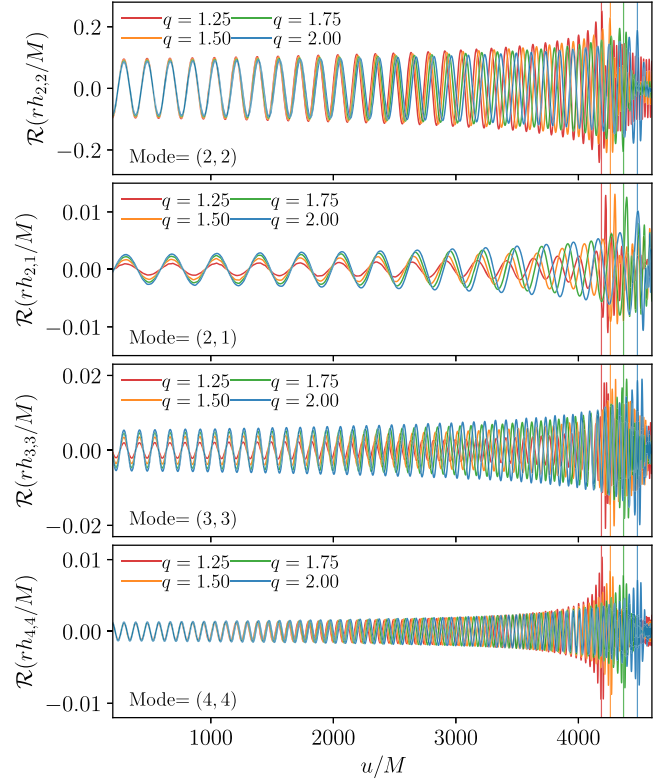 q = 1.25 q = 1.75
q = 1.50 q = 2.00
0.2
0.0
−0.2
ℛ(rh₂,₂/M)
Mode= (2, 2)
q = 1.25 q = 1.75
q = 1.50 q = 2.00
0.01
0.00
−0.01
ℛ(rh₂,₁/M)
Mode= (2, 1)
q = 1.25 q = 1.75
q = 1.50 q = 2.00
0.02
0.00
−0.02
ℛ(rh₃,₃/M)
Mode= (3, 3)
q = 1.25 q = 1.75
q = 1.50 q = 2.00
0.01
0.00
−0.01
ℛ(rh₄,₄/M)
Mode= (4, 4)
1000 2000 3000 4000
u/M